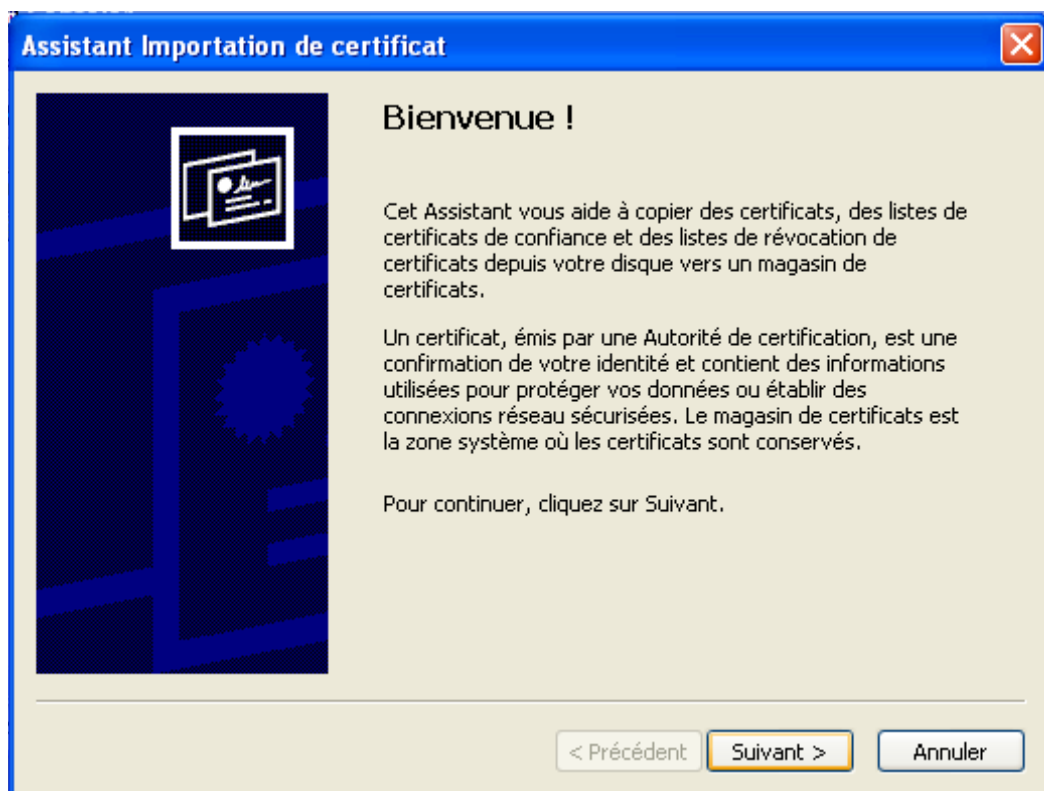 Assistant Importation de certificat
Bienvenue !
Cet Assistant vous aide à copier des certificats, des listes de
certificats de confiance et des listes de révocation de
certificats depuis votre disque vers un magasin de
certificats.
Un certificat, émis par une Autorité de certification, est une
confirmation de votre identité et contient des informations
utilisées pour protéger vos données ou établir des
connexions réseau sécurisées. Le magasin de certificats est
la zone système où les certificats sont conservés.
Pour continuer, cliquez sur Suivant.
< Précédent Suivant > Annuler